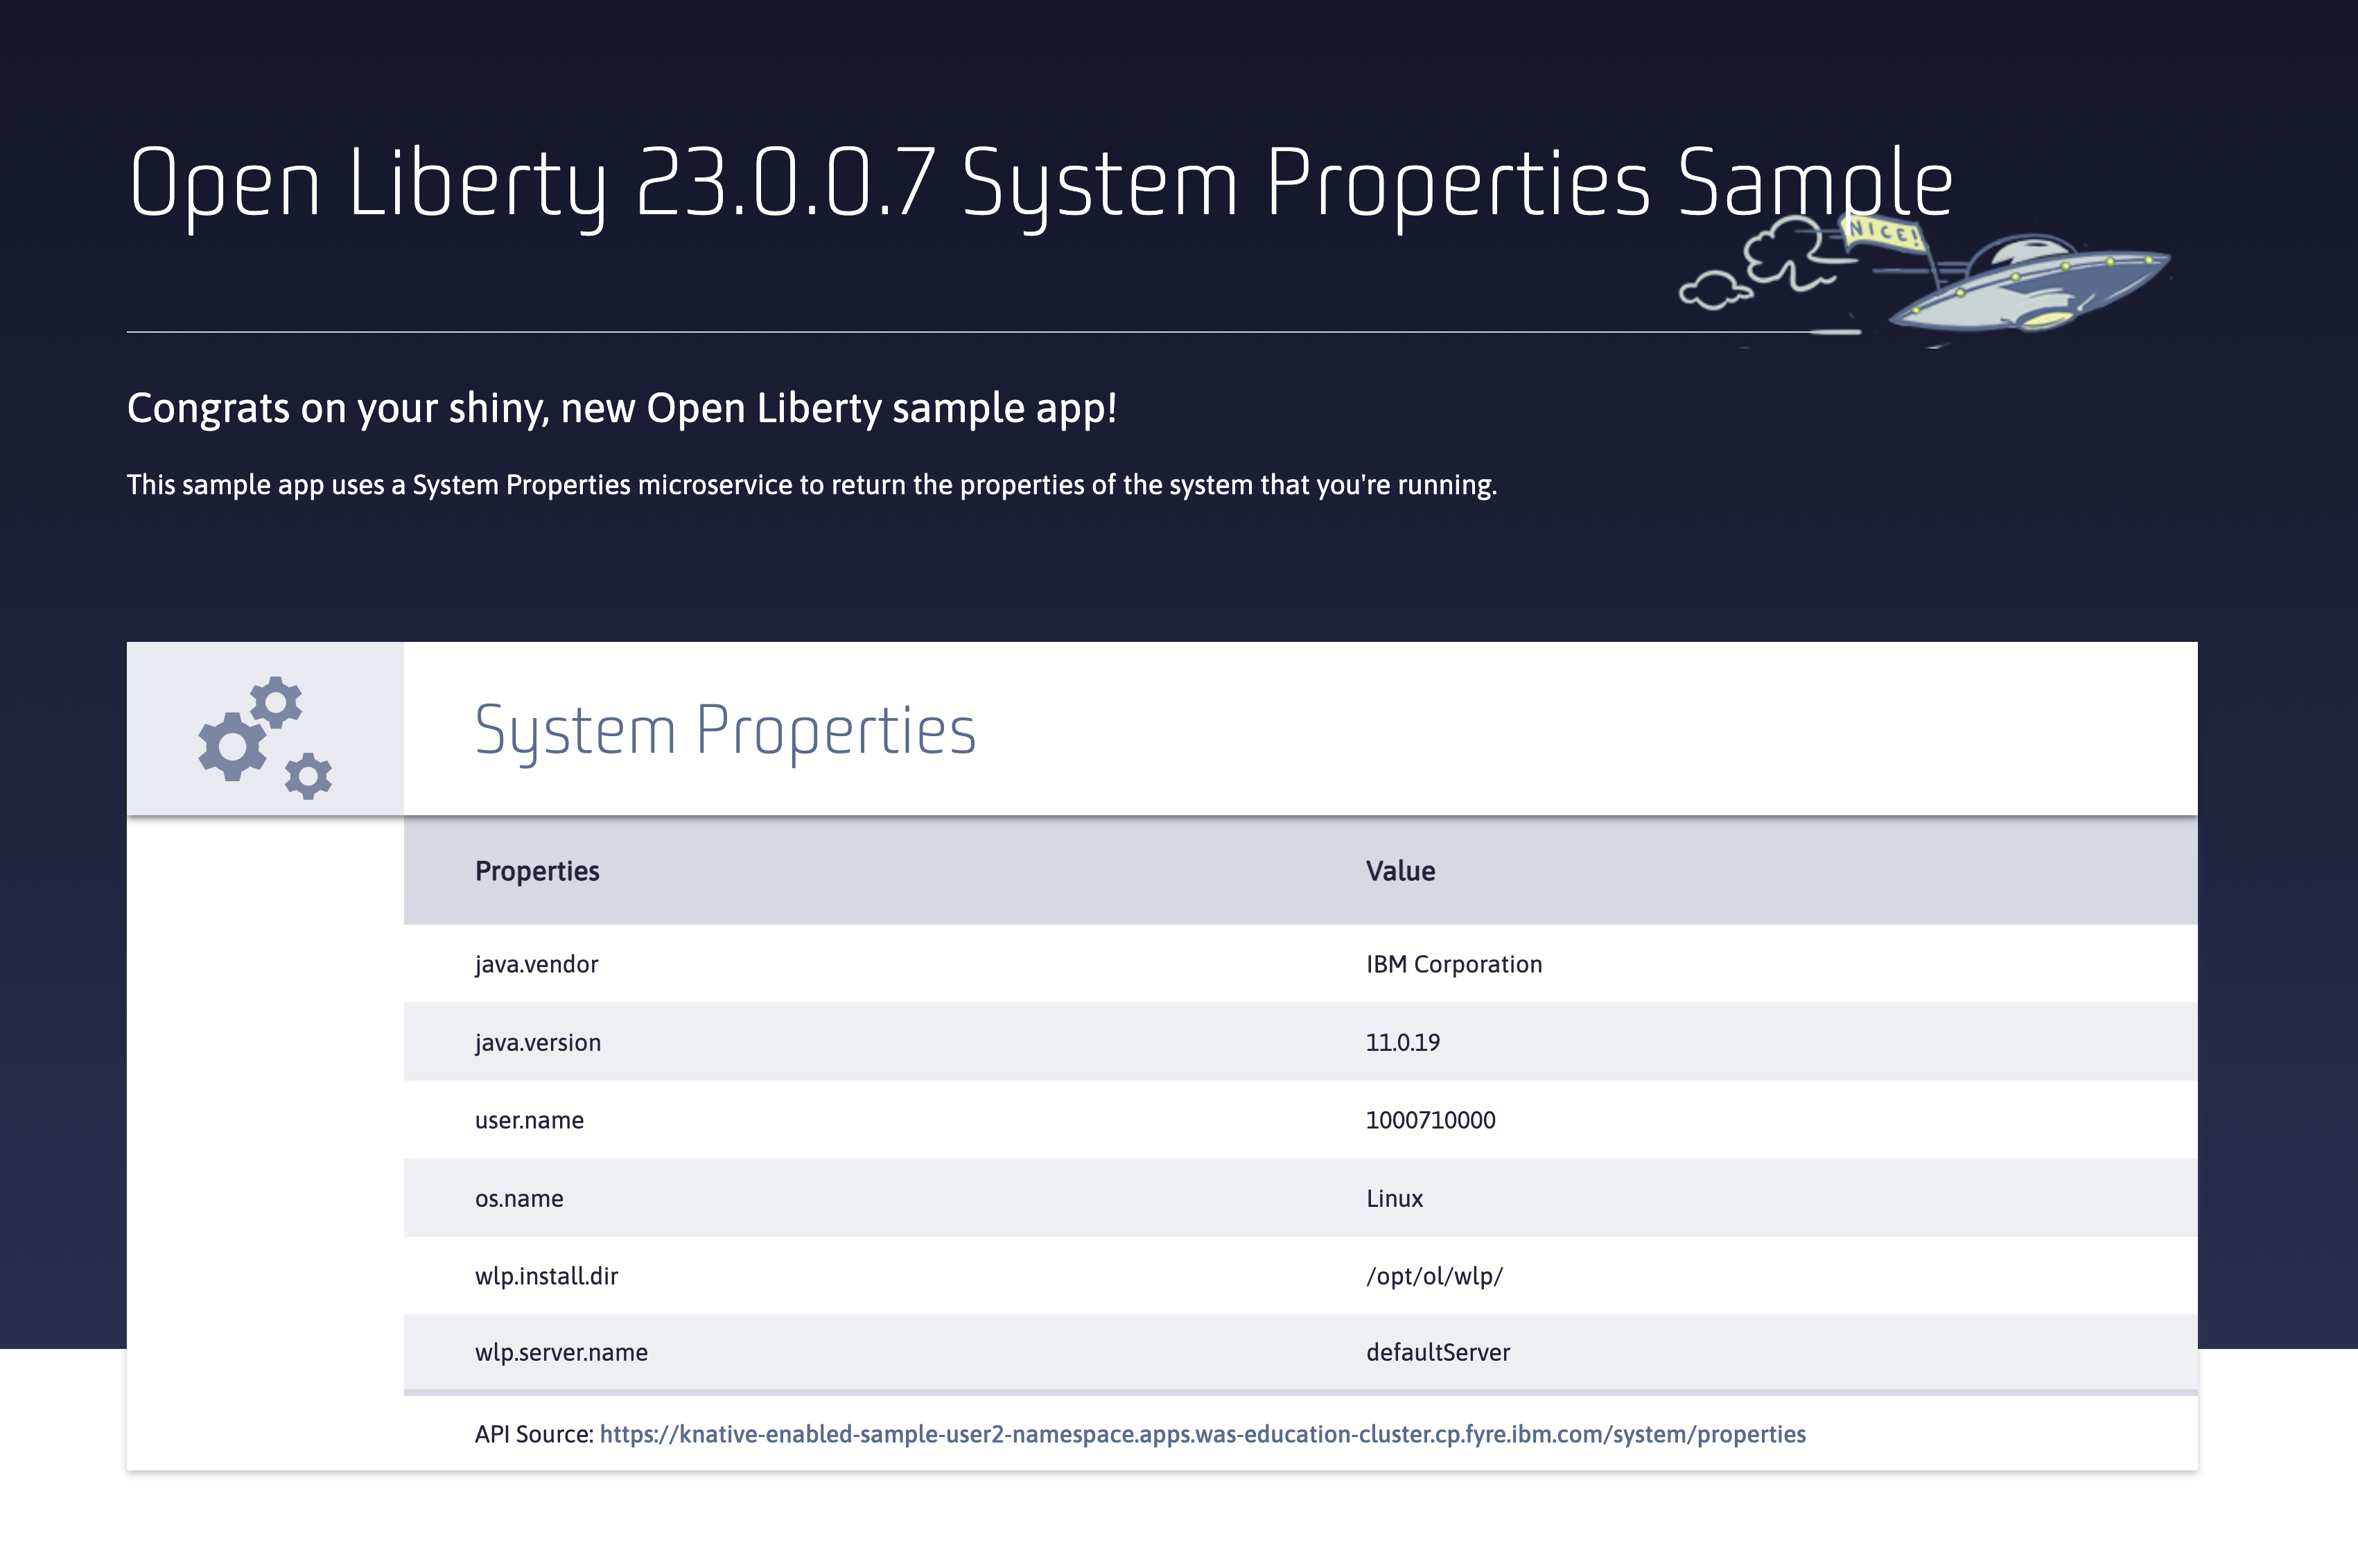 Open Liberty 23.0.0.7 System Properties Sample
NICE!
Congrats on your shiny, new Open Liberty sample app!
This sample app uses a System Properties microservice to return the properties of the system that you're running.
System Properties
Properties Value
java.vendor IBM Corporation
java.version 11.0.19
user.name 1000710000
os.name Linux
wlp.install.dir /opt/ol/wlp/
wlp.server.name defaultServer
API Source: https://knative-enabled-sample-user2-namespace.apps.was-education-cluster.cp.fyre.ibm.com/system/properties